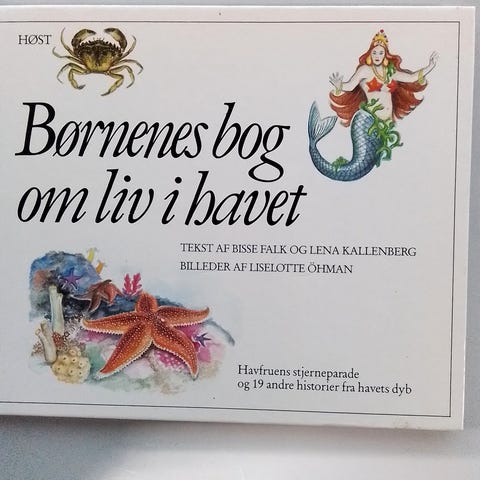 HØST
Børnenes bog
om liv i havet
TEKST AF BISSE FALK OG LENA KALLENBERG
BILLEDER AF LISELOTTE ÖHMAN
Havfruens stjerneparade
og 19 andre historier fra havets dyb